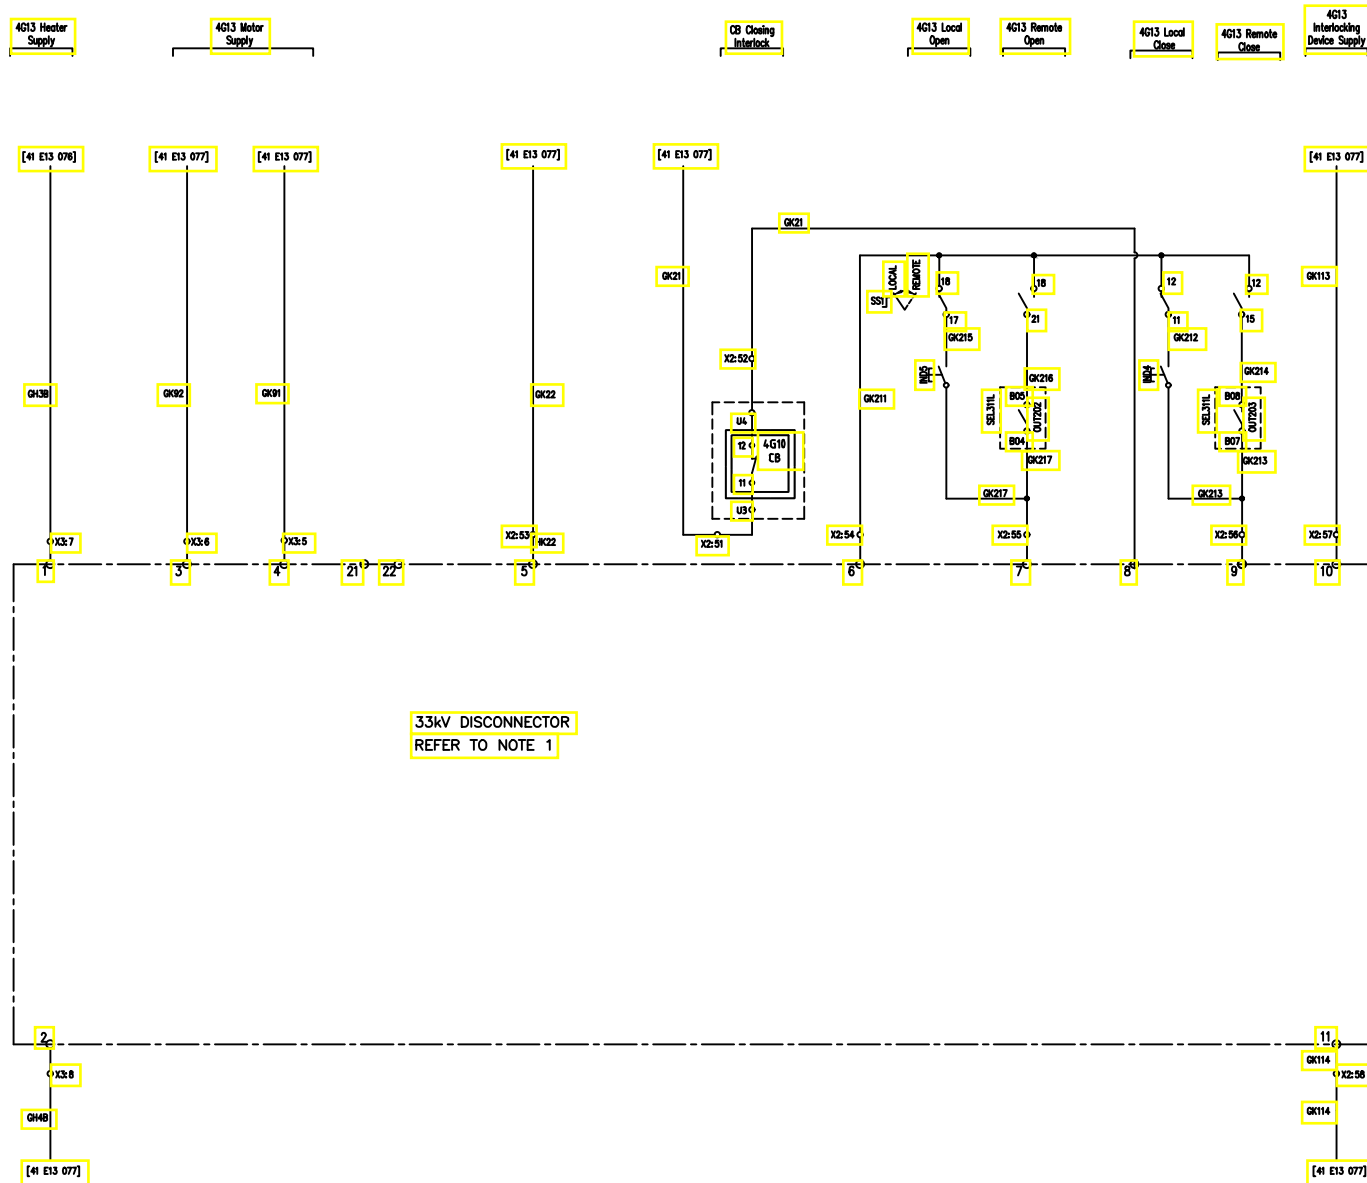 4G13 Heater
Supply
4G13 Motor
Supply
CB Closing
Interlock
4G13 Local
Open
4G13 Remote
Open
4G13 Local
Close
4G13 Remote
Close
4G13
Interlocking
Device Supply
[41 E13 076]
[41 E13 077]
[41 E13 077]
[41 E13 077]
[41 E13 077]
[41 E13 077]
GK21
GK21
LOCAL
REMOTE
SS1
18
18
12
12
GK113
17
21
11
15
GK215
GK212
X2:52
IND5
IND4
GK216
GK214
GH3B
GK92
GK91
GK22
GK211
SEL311L
B05
OUT202
B04
SEL311L
B08
OUT203
B07
U4
12
4G10
CB
11
U3
GK217
GK213
GK217
GK213
X3:7
X3:6
X3:5
X2:53
HK22
X2:51
X2:54
X2:55
X2:56
X2:57
1
3
4
21
22
5
6
7
8
9
10
33kV DISCONNECTOR
REFER TO NOTE 1
2
11
GK114
X3:8
X2:58
GH4B
GK114
[41 E13 077]
[41 E13 077]